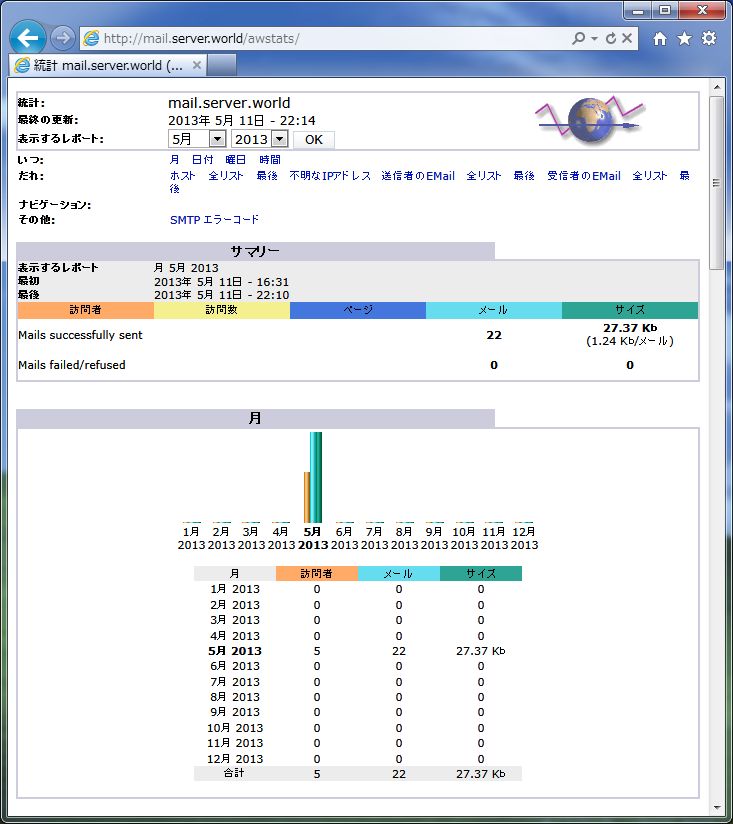 http://mail.server.world/awstats/
統計 mail.server.world (...
統計: mail.server.world
最終の更新: 2013年 5月 11日 - 22:14
表示するレポート: 5月 2013 OK
いつ: 月 日付 曜日 時間
だれ: ホスト 全リスト 最後 不明なIPアドレス 送信者のEMail 全リスト 最後 受信者のEMail 全リスト 最
後
ナビゲーション:
その他: SMTP エラーコード
サマリー
表示するレポート 月 5月 2013
最初 2013年 5月 11日 - 16:31
最後 2013年 5月 11日 - 22:10
訪問者 訪問数 ページ メール サイズ
Mails successfully sent 22 27.37 Kb
(1.24 Kb/メール)
Mails failed/refused 0 0
月
1月 2月 3月 4月 5月 6月 7月 8月 9月 10月 11月 12月
2013 2013 2013 2013 2013 2013 2013 2013 2013 2013 2013 2013
月 訪問者 メール サイズ
1月 2013 0 0 0
2月 2013 0 0 0
3月 2013 0 0 0
4月 2013 0 0 0
5月 2013 5 22 27.37 Kb
6月 2013 0 0 0
7月 2013 0 0 0
8月 2013 0 0 0
9月 2013 0 0 0
10月 2013 0 0 0
11月 2013 0 0 0
12月 2013 0 0 0
合計 5 22 27.37 Kb